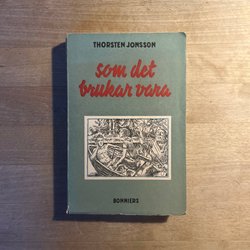 THORSTEN JONSSON
som det
brukar vara
BONNIERS